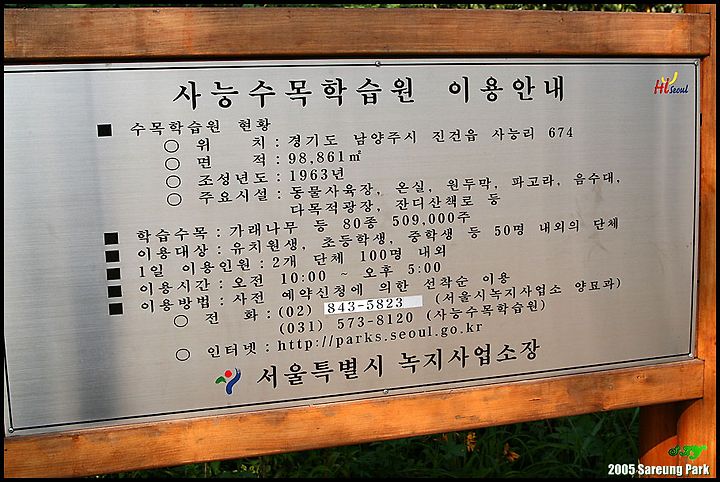 사능수목학습원 이용안내
Hi Seoul
■ 수목학습원 현황
○ 위 치 : 경기도 남양주시 진건읍 사능리 674
○ 면 적 : 98,861㎡
○ 조성년도 : 1963년
○ 주요시설 : 동물사육장, 온실, 원두막, 파고라, 음수대,
다목적광장, 잔디산책로 등
■ 학습수목 : 가래나무 등 80종 509,000주
■ 이용대상 : 유치원생, 초등학생, 중학생 등 50명 내외의 단체
■ 1일 이용인원 : 2개 단체 100명 내외
■ 이용시간 : 오전 10:00 ~ 오후 5:00
■ 이용방법 : 사전 예약신청에 의한 선착순 이용
○ 전 화 : (02) 843-5823 (서울시녹지사업소 양묘과)
(031) 573-8120 (사능수목학습원)
○ 인터넷 : http://parks.seoul.go.kr
서울특별시 녹지사업소장
2005 Sareung Park